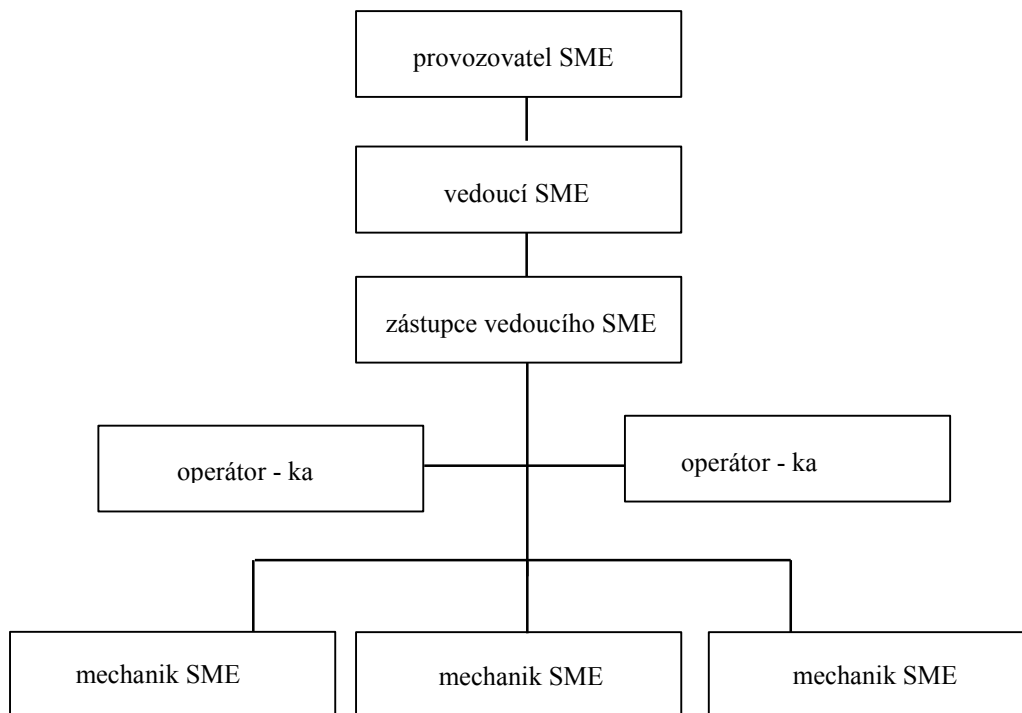 provozovatel SME
vedoucí SME
zástupce vedoucího SME
operátor - ka
operátor - ka
mechanik SME
mechanik SME
mechanik SME